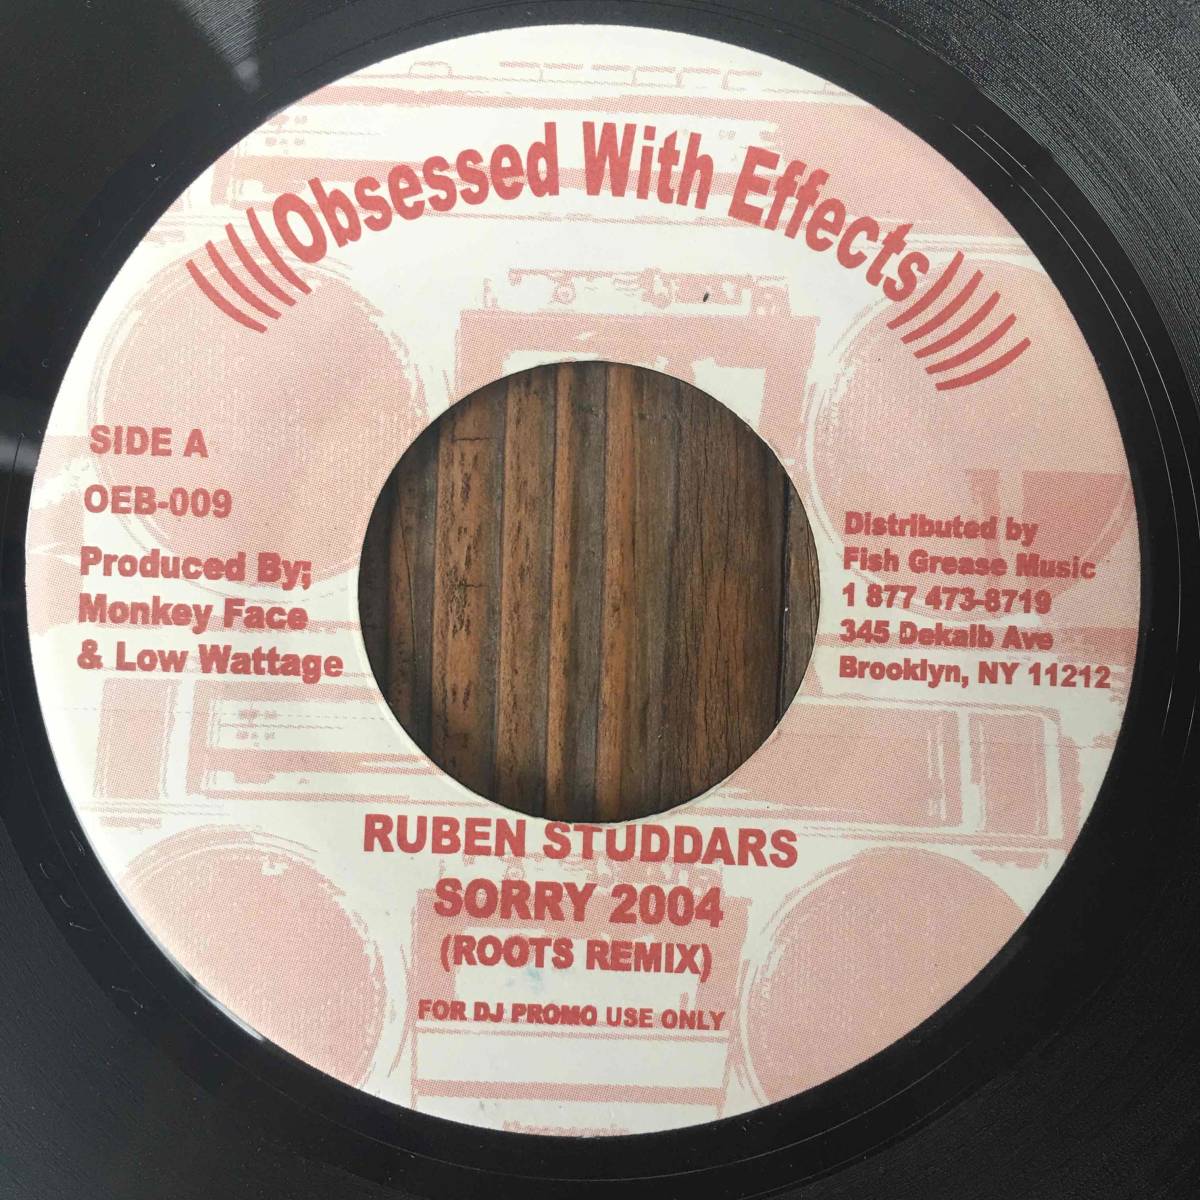 (((((Obsessed With Effects)))))
SIDE A
OEB-009
Produced By;
Monkey Face
& Low Wattage
Distributed by
Fish Grease Music
1 877 473-8719
345 Dekalb Ave
Brooklyn, NY 11212
RUBEN STUDDARS
SORRY 2004
(ROOTS REMIX)
FOR DJ PROMO USE ONLY